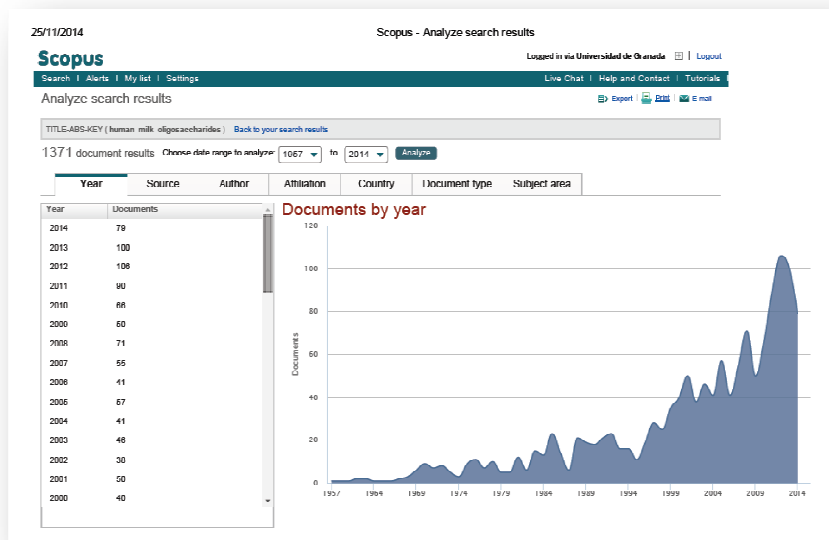 25/11/2014 Scopus - Analyze search results
Scopus Logged in via Universidad de Granada | Logout
Search | Alerts | My list | Settings Live Chat | Help and Contact | Tutorials
Analyze search results Export | Print | E mail
TITLE-ABS-KEY ( human milk oligosaccharides ) Back to your search results
1371 document results Choose date range to analyze: 1957 to 2014 Analyze
Year Source Author Affiliation Country Document type Subject area
Year Documents
2014 79
2013 100
2012 106
2011 90
2010 66
2009 50
2008 71
2007 55
2006 41
2005 57
2004 41
2003 46
2002 38
2001 50
2000 40
Documents by year
120
100
80
60
40
20
0
Documents
1957 1964 1969 1974 1979 1984 1989 1994 1999 2004 2009 2014